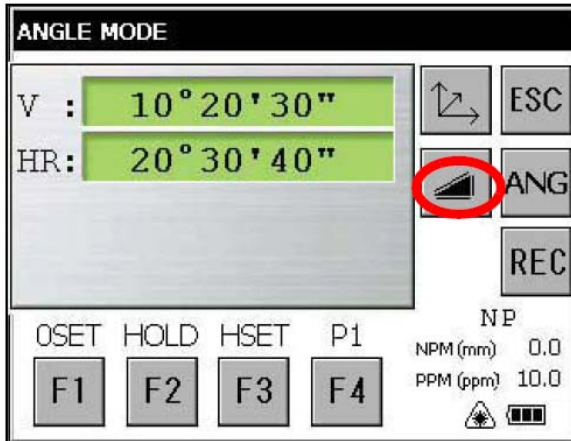 ANGLE MODE
V : 10°20'30"
HR: 20°30'40"
ESC
ANG
REC
0SET HOLD HSET P1
F1 F2 F3 F4
NP
NPM (mm) 0.0
PPM (ppm) 10.0